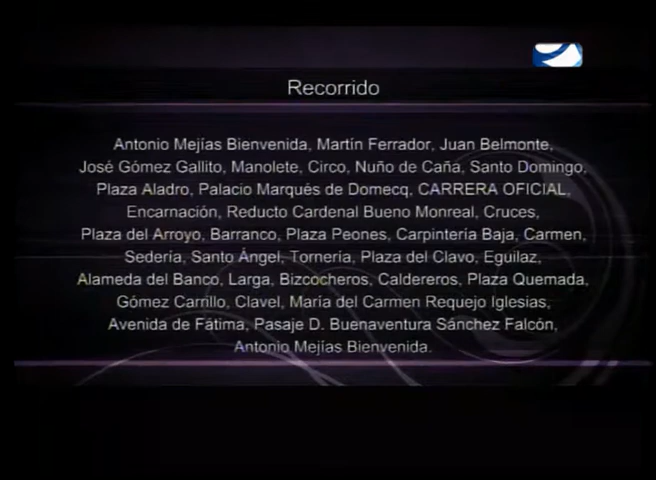 Recorrido
Antonio Mejías Bienvenida, Martín Ferrador, Juan Belmonte,
José Gómez Gallito, Manolete, Circo, Nuño de Caña, Santo Domingo,
Plaza Aladro, Palacio Marqués de Domecq, CARRERA OFICIAL,
Encarnación, Reducto Cardenal Bueno Monreal, Cruces,
Plaza del Arroyo, Barranco, Plaza Peones, Carpintería Baja, Carmen,
Sedería, Santo Ángel, Tornería, Plaza del Clavo, Eguilaz,
Alameda del Banco, Larga, Bizcocheros, Caldereros, Plaza Quemada,
Gómez Carrillo, Clavel, María del Carmen Requejo Iglesias,
Avenida de Fátima, Pasaje D. Buenaventura Sánchez Falcón,
Antonio Mejías Bienvenida.